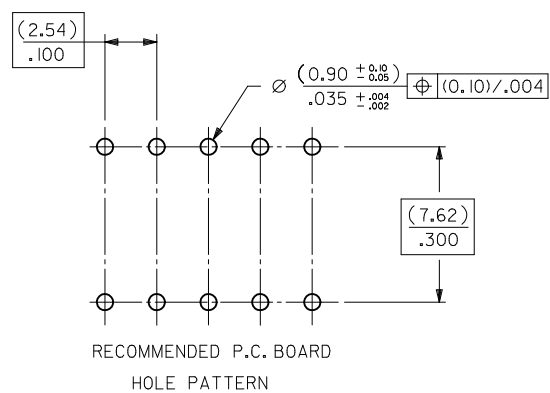 (2.54)
.100
⌀ (0.90 +0.10 -0.05)
.035 +.004 -.002
⌖ (0.10)/.004
(7.62)
.300
RECOMMENDED P.C. BOARD
HOLE PATTERN